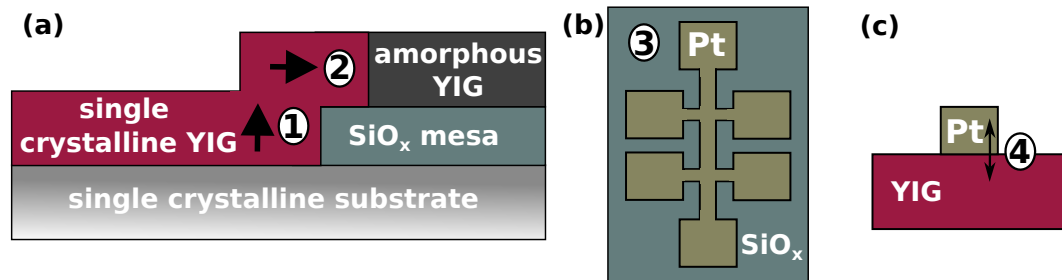 (a)
single
crystalline YIG
1
2
amorphous
YIG
SiOₓ mesa
single crystalline substrate
(b)
3
Pt
SiOₓ
(c)
Pt
4
YIG